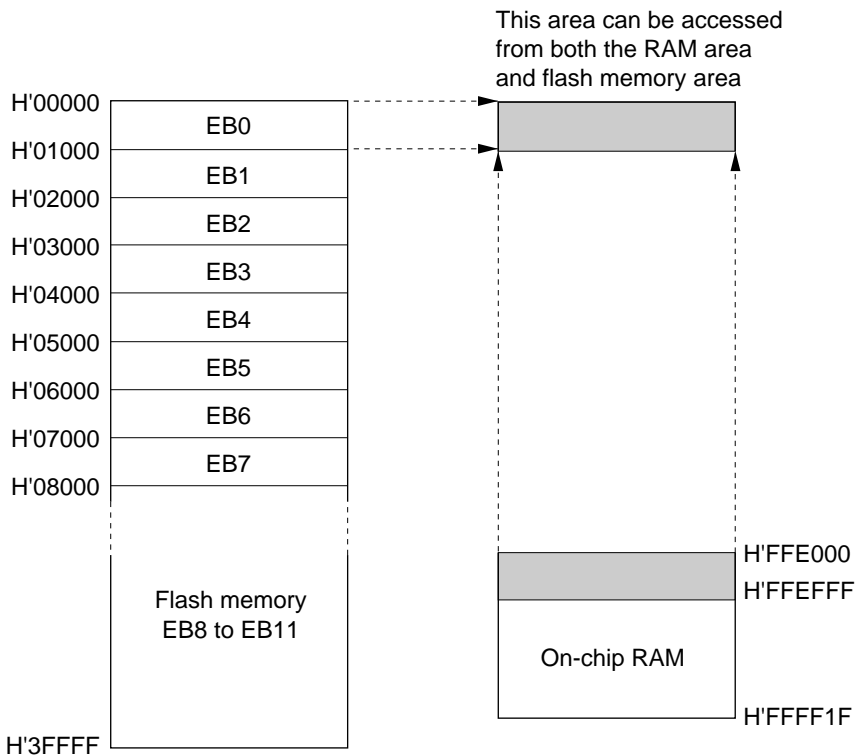 This area can be accessed
from both the RAM area
and flash memory area
H'00000
EB0
H'01000
EB1
H'02000
EB2
H'03000
EB3
H'04000
EB4
H'05000
EB5
H'06000
EB6
H'07000
EB7
H'08000
Flash memory
EB8 to EB11
H'3FFFF
H'FFE000
H'FFEFFF
On-chip RAM
H'FFFF1F